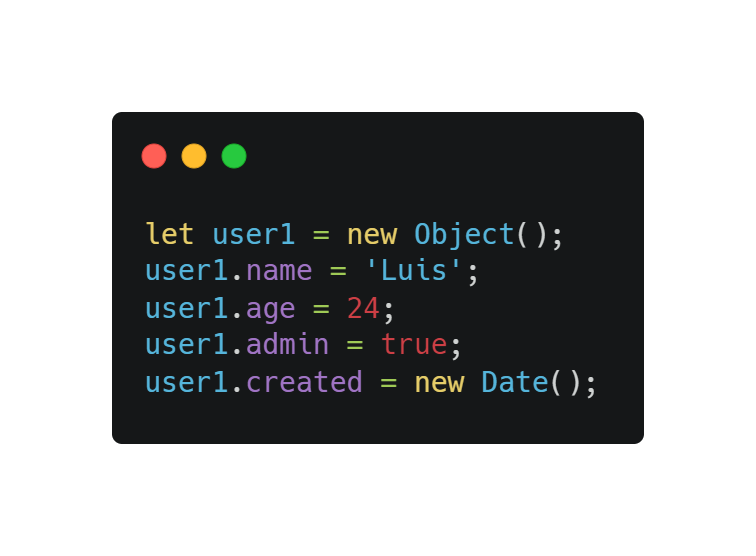 let user1 = new Object();
user1.name = 'Luis';
user1.age = 24;
user1.admin = true;
user1.created = new Date();